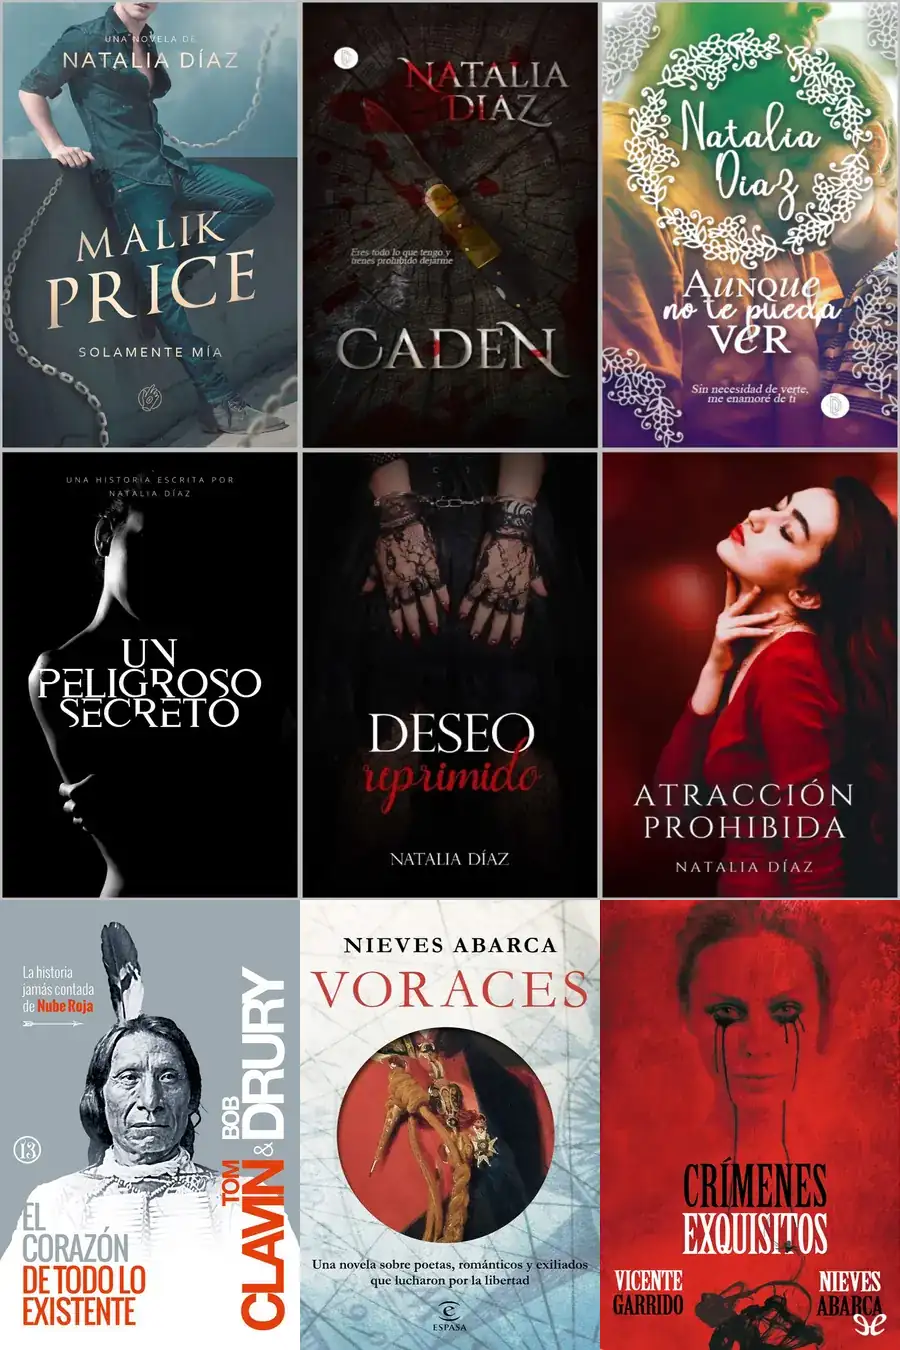 UNA NOVELA DE
NATALIA DÍAZ
MALIK
PRICE
SOLAMENTE MÍA
NATALIA
DIAZ
Eres todo lo que tengo y
tienes prohibido dejarme
CADEN
Natalia
Diaz
AUNQUE
no te pueda
VER
Sin necesidad de verte,
me enamoré de ti
UNA HISTORIA ESCRITA POR
NATALIA DÍAZ
UN
PELIGROSO
SECRETO
DESEO
reprimido
NATALIA DÍAZ
ATRACCIÓN
PROHIBIDA
NATALIA DÍAZ
La historia
jamás contada
de Nube Roja
13
EL
CORAZÓN
DE TODO LO
EXISTENTE
TOM
CLAVIN
&
BOB
DRURY
NIEVES ABARCA
VORACES
Una novela sobre poetas, románticos y exiliados
que lucharon por la libertad
ESPASA
CRÍMENES
EXQUISITOS
VICENTE
GARRIDO
NIEVES
ABARCA